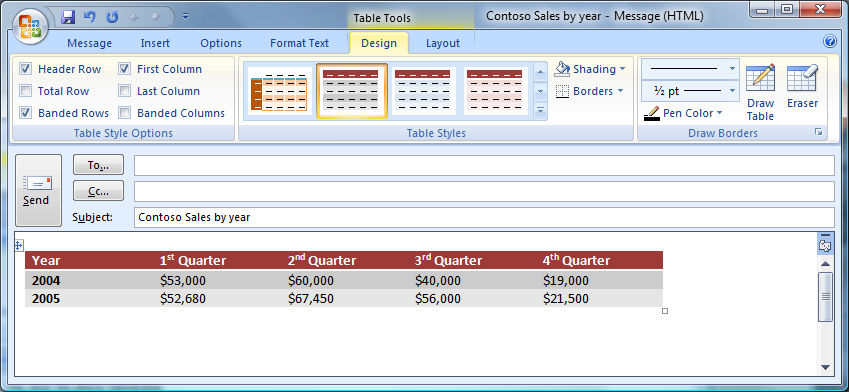 Table Tools
Contoso Sales by year - Message (HTML)
Message Insert Options Format Text Design Layout
Header Row First Column
Total Row Last Column
Banded Rows Banded Columns
Table Style Options
Table Styles
Shading
Borders
½ pt
Pen Color
Draw Table
Eraser
Draw Borders
Send
To...
Cc...
Subject: Contoso Sales by year
Year 1st Quarter 2nd Quarter 3rd Quarter 4th Quarter
2004 $53,000 $60,000 $40,000 $19,000
2005 $52,680 $67,450 $56,000 $21,500